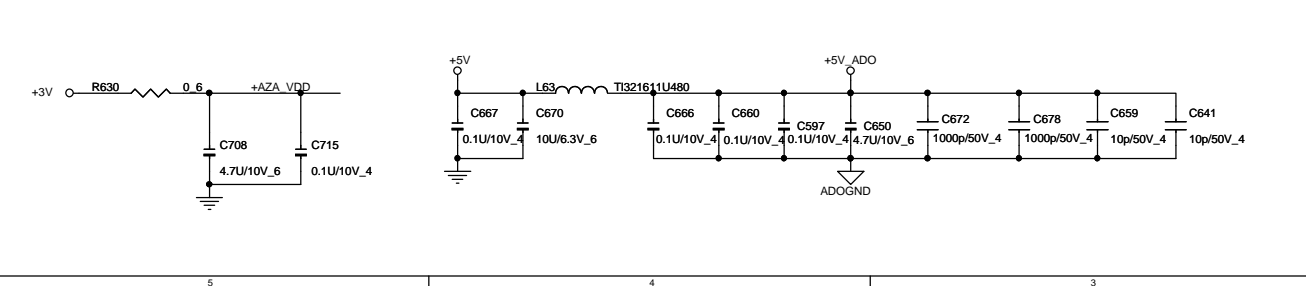 +5V
+5V_ADO
+3V
R630
0_6
+AZA_VDD
L63
TI321611U480
C667
0.1U/10V_4
C670
10U/6.3V_6
C666
0.1U/10V_4
C660
0.1U/10V_4
C597
0.1U/10V_4
C650
4.7U/10V_6
C672
1000p/50V_4
C678
1000p/50V_4
C659
10p/50V_4
C641
10p/50V_4
C708
4.7U/10V_6
C715
0.1U/10V_4
ADOGND
5
4
3